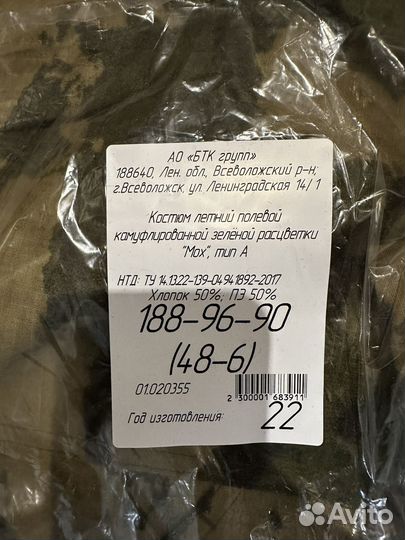 АО «БТК групп»
188640, Лен. обл., Всеволожский р-н;
г.Всеволожск, ул. Ленинградская 14/1
Костюм летний полевой
камуфлированной зелёной расцветки
"Мох", тип А
НТД: ТУ 14.13.22-139-04941892-2017
Хлопок 50%; ПЭ 50%
188-96-90
(48-6)
01.020355
2 300001 683911
Год изготовления: 22
Avito